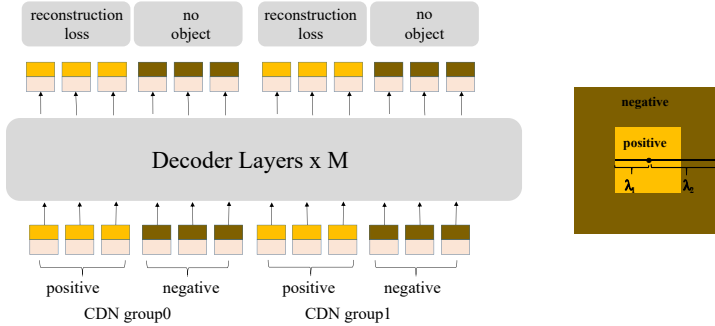 reconstruction
loss
no
object
reconstruction
loss
no
object
Decoder Layers x M
positive
negative
positive
negative
CDN group0
CDN group1
negative
positive
λ1
λ2